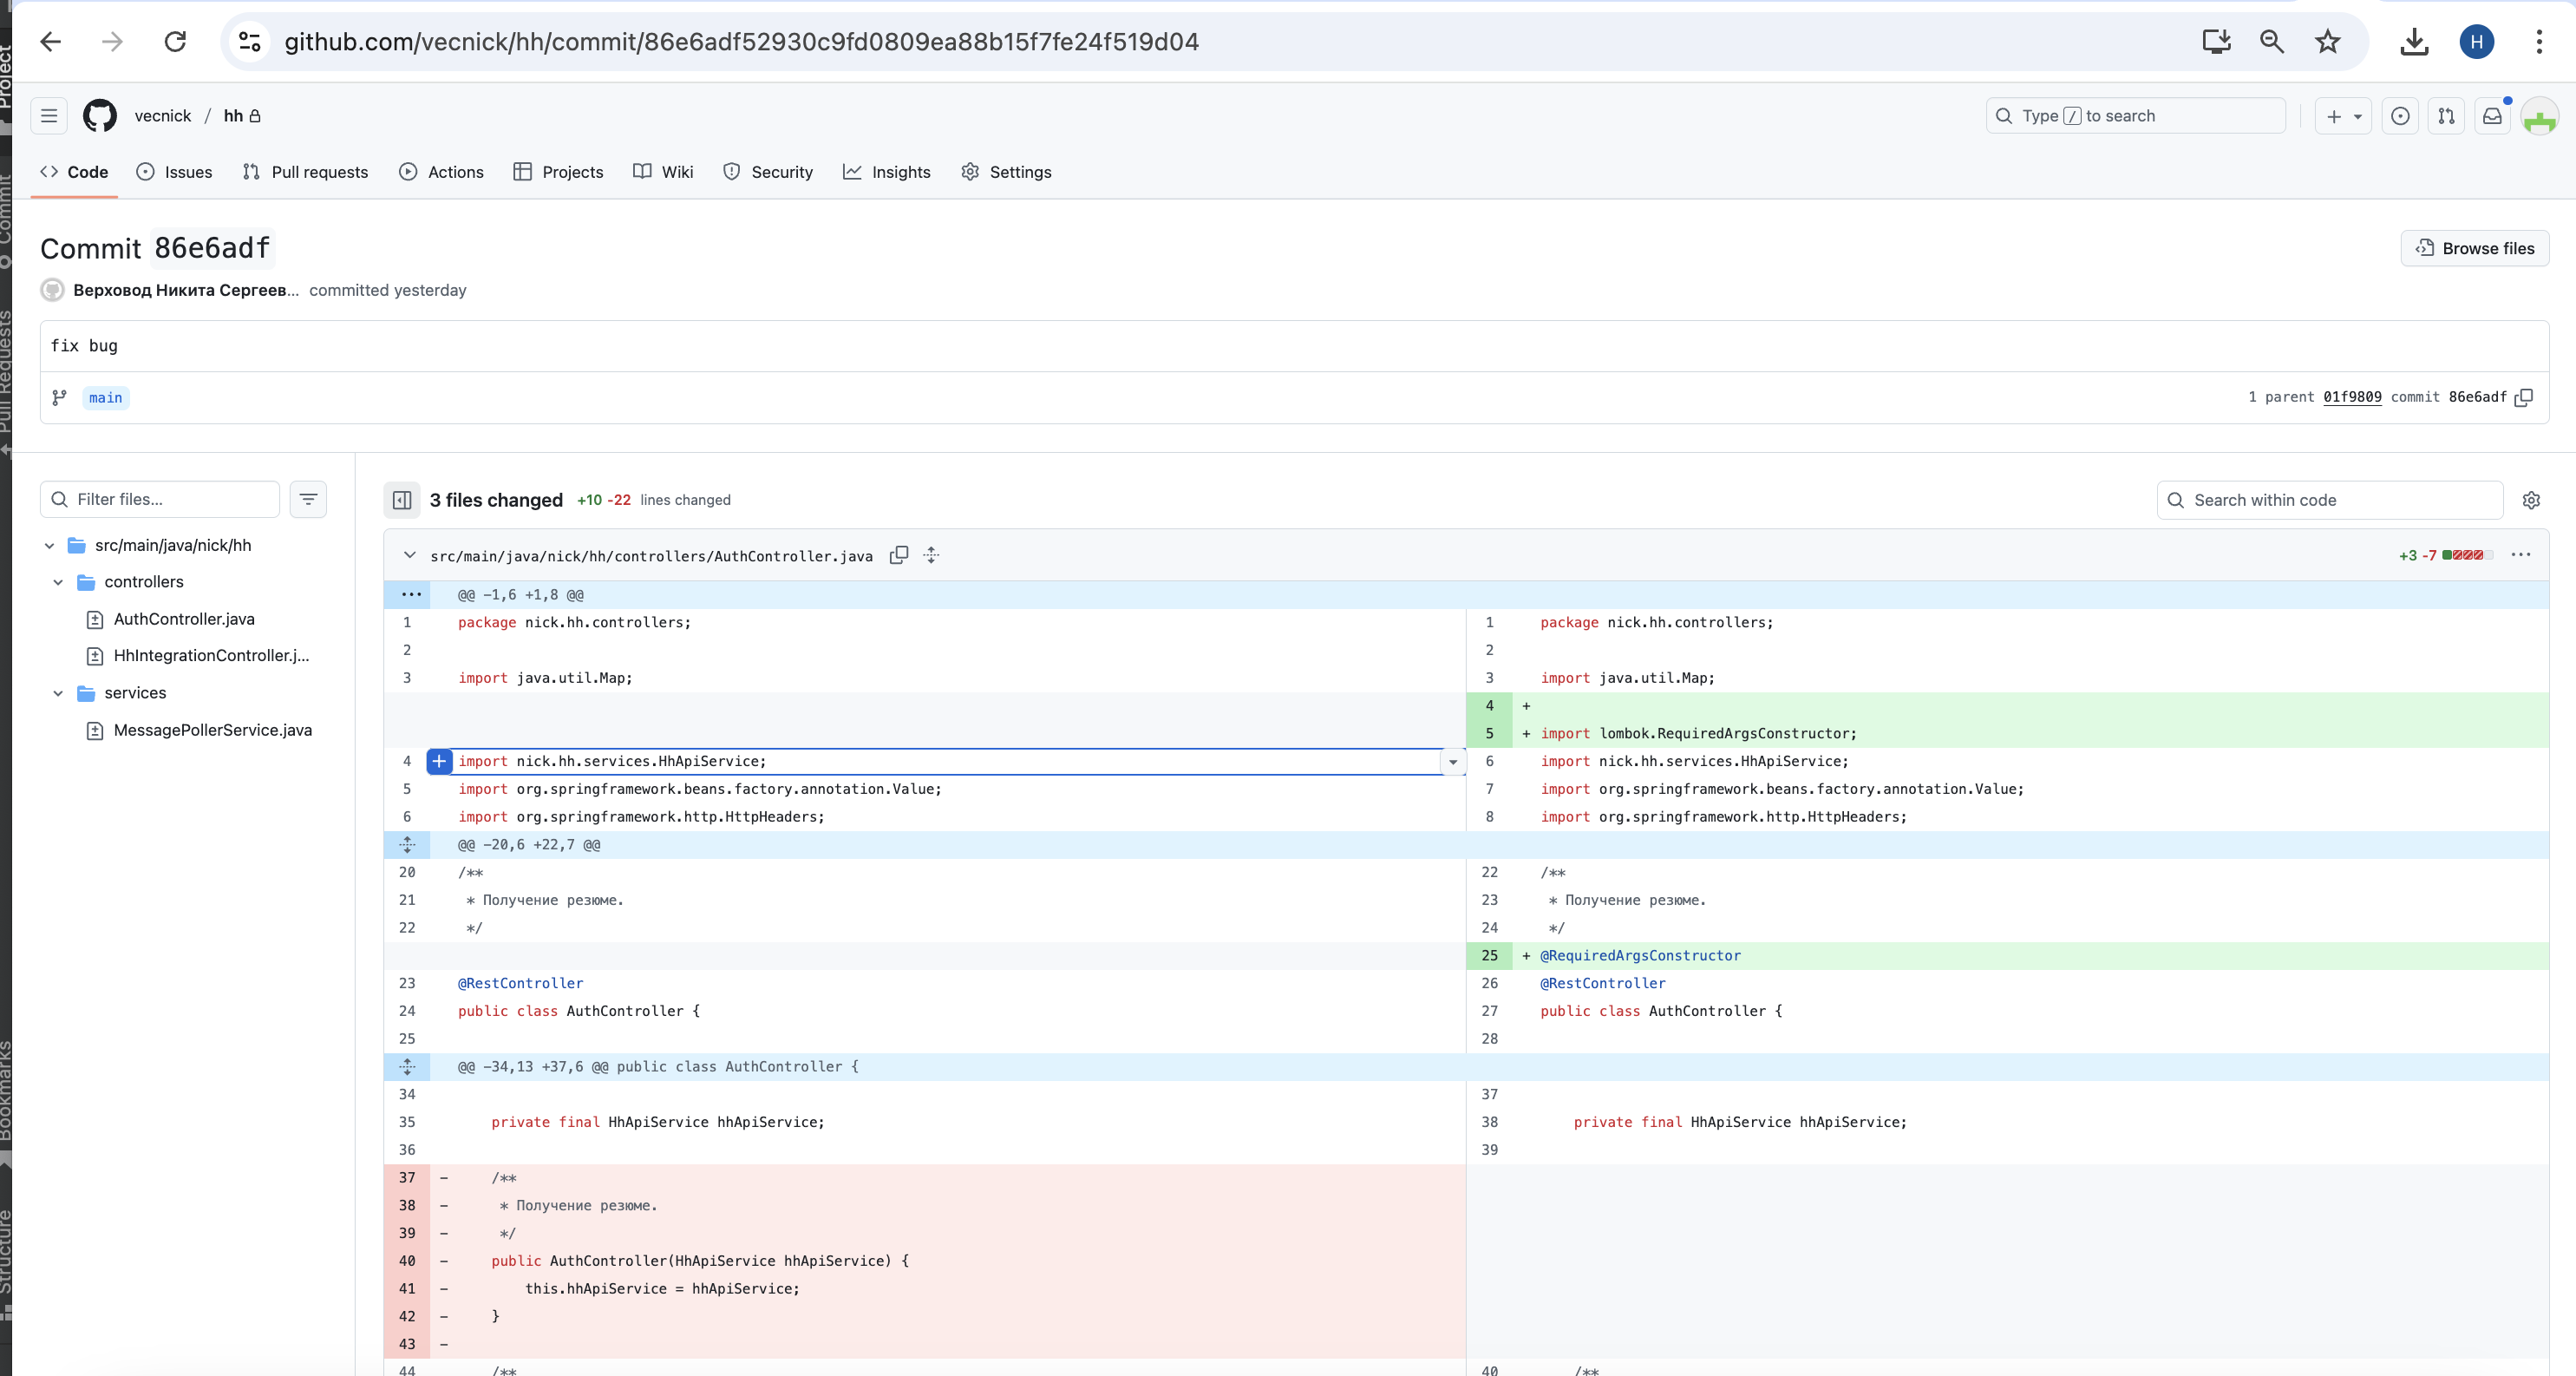 github.com/vecnick/hh/commit/86e6adf52930c9fd0809ea88b15f7fe24f519d04
H
vecnick / hh
Type / to search
Code
Issues
Pull requests
Actions
Projects
Wiki
Security
Insights
Settings
Commit 86e6adf
Browse files
Верховод Никита Сергеев... committed yesterday
fix bug
main
1 parent 01f9809 commit 86e6adf
Filter files...
src/main/java/nick/hh
controllers
AuthController.java
HhIntegrationController.j...
services
MessagePollerService.java
3 files changed +10 -22 lines changed
Search within code
src/main/java/nick/hh/controllers/AuthController.java
+3 -7
@@ -1,6 +1,8 @@
1 package nick.hh.controllers;
1 package nick.hh.controllers;
2
2
3 import java.util.Map;
3 import java.util.Map;
4 +
5 + import lombok.RequiredArgsConstructor;
4 import nick.hh.services.HhApiService;
6 import nick.hh.services.HhApiService;
5 import org.springframework.beans.factory.annotation.Value;
7 import org.springframework.beans.factory.annotation.Value;
6 import org.springframework.http.HttpHeaders;
8 import org.springframework.http.HttpHeaders;
@@ -20,6 +22,7 @@
20 /**
22 /**
21 * Получение резюме.
23 * Получение резюме.
22 */
24 */
25 + @RequiredArgsConstructor
23 @RestController
26 @RestController
24 public class AuthController {
27 public class AuthController {
25
28
@@ -34,13 +37,6 @@ public class AuthController {
34
37
35 private final HhApiService hhApiService;
38 private final HhApiService hhApiService;
36
39
37 - /**
38 - * Получение резюме.
39 - */
40 - public AuthController(HhApiService hhApiService) {
41 - this.hhApiService = hhApiService;
42 - }
43 -
44 /**
40 /**
Project
Commit
Pull Requests
Bookmarks
Structure